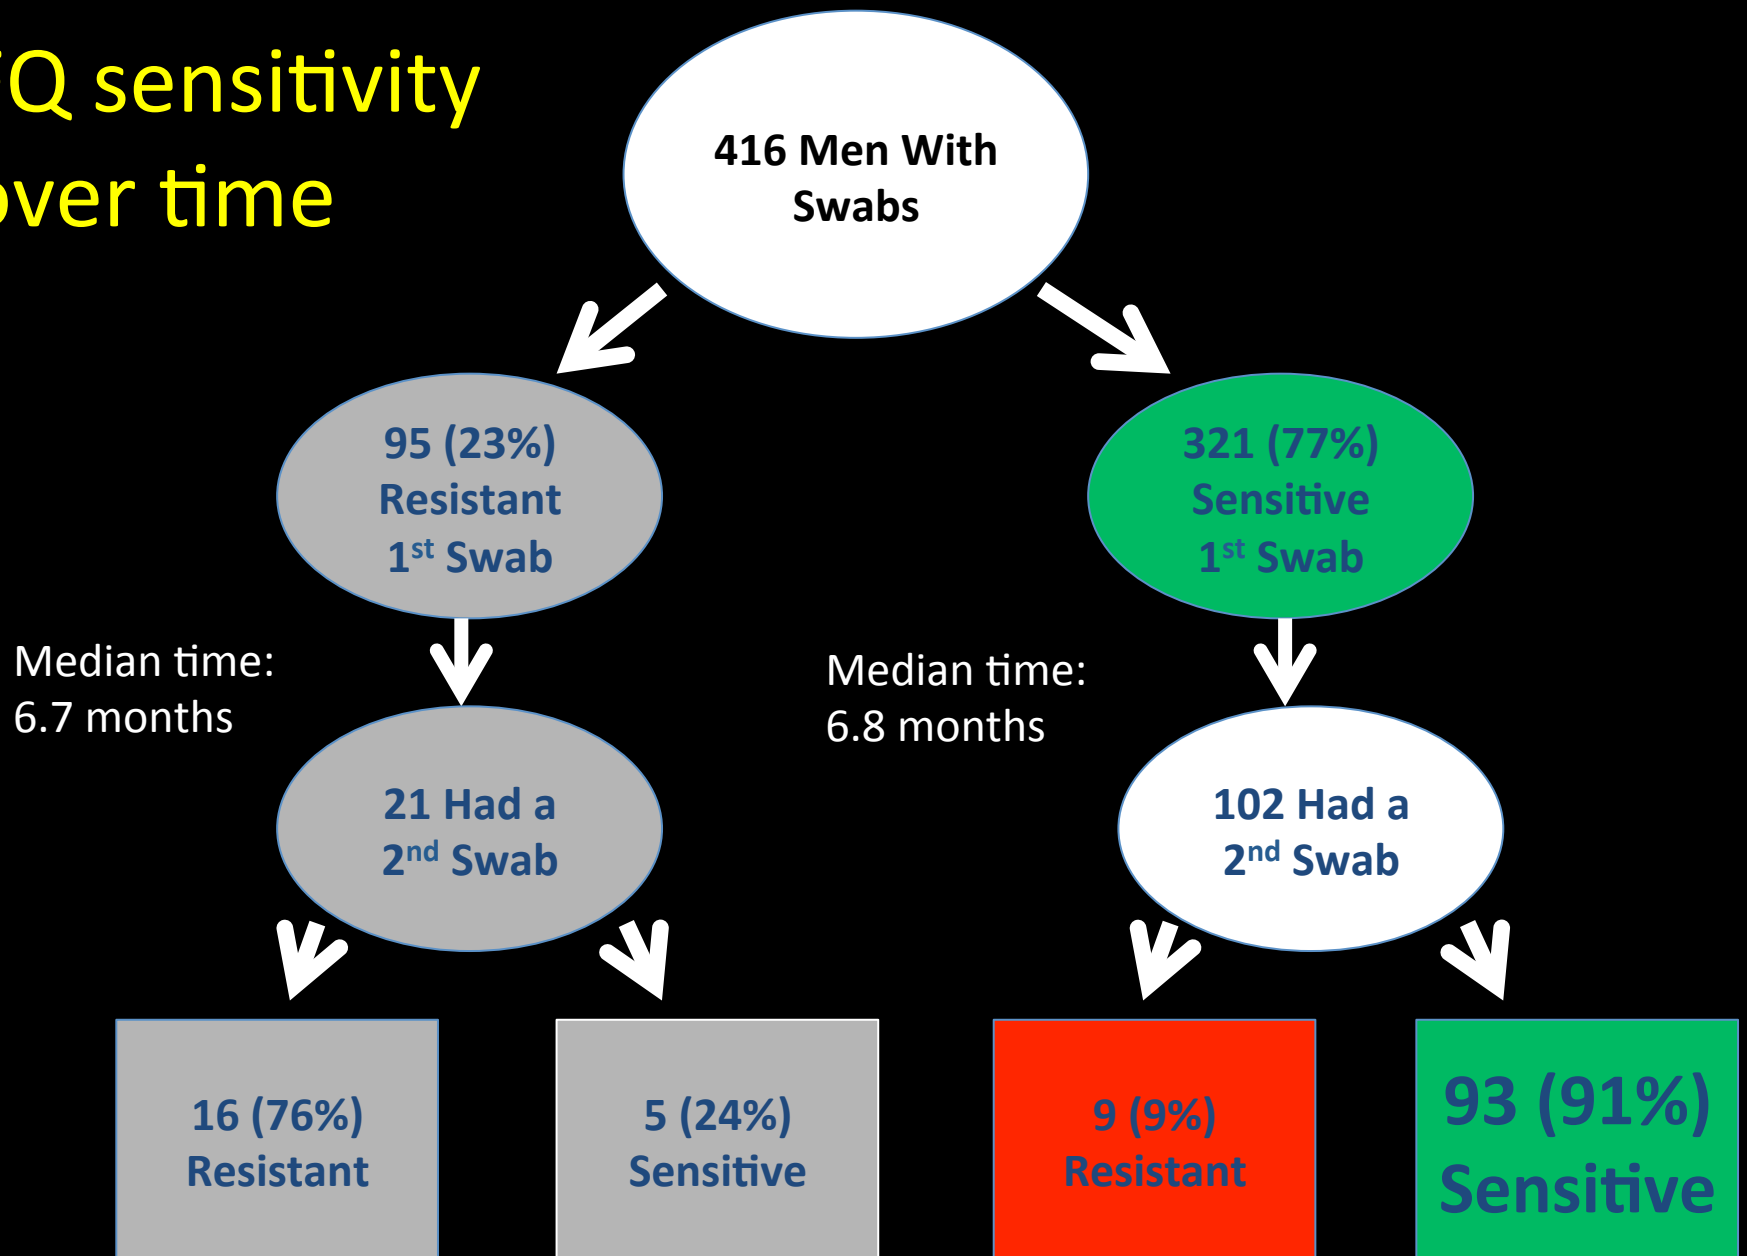 Q sensitivity
over time
416 Men With
Swabs
95 (23%)
Resistant
1st Swab
321 (77%)
Sensitive
1st Swab
Median time:
6.7 months
Median time:
6.8 months
21 Had a
2nd Swab
102 Had a
2nd Swab
16 (76%)
Resistant
5 (24%)
Sensitive
9 (9%)
Resistant
93 (91%)
Sensitive